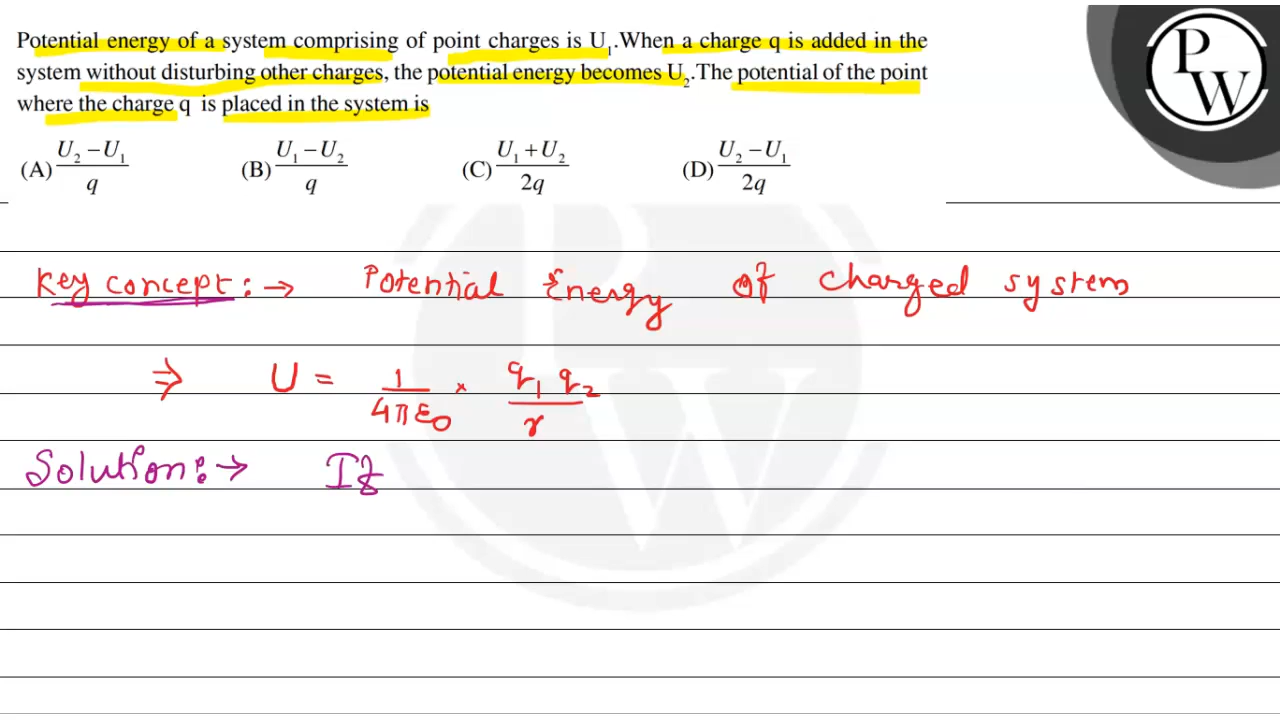 Potential energy of a system comprising of point charges is U₁.When a charge q is added in the
system without disturbing other charges, the potential energy becomes U₂.The potential of the point
where the charge q is placed in the system is
(A) (U₂ – U₁)/q (B) (U₁ – U₂)/q (C) (U₁ + U₂)/2q (D) (U₂ – U₁)/2q
P
W
Key concept :→ Potential Energy of charged system
⇒ U = 1/4πε₀ × q₁ q₂/r
Solution :→ If